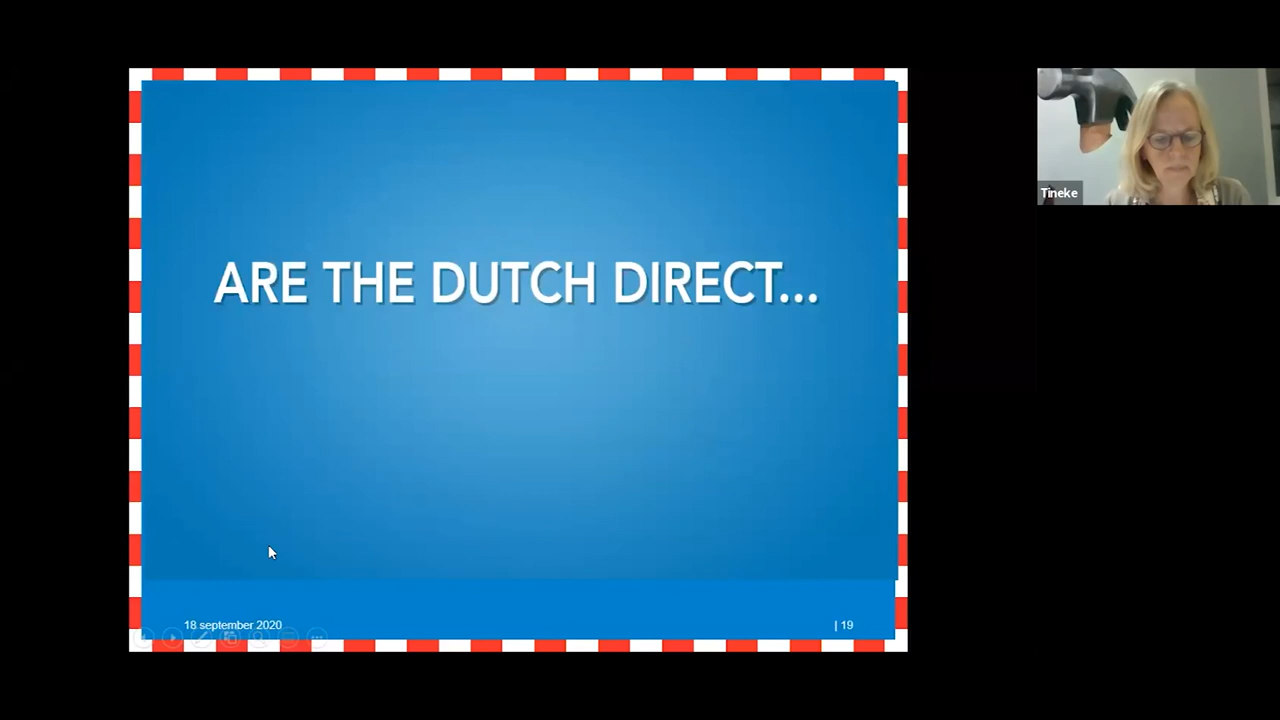 ARE THE DUTCH DIRECT...
18 september 2020
| 19
Tineke